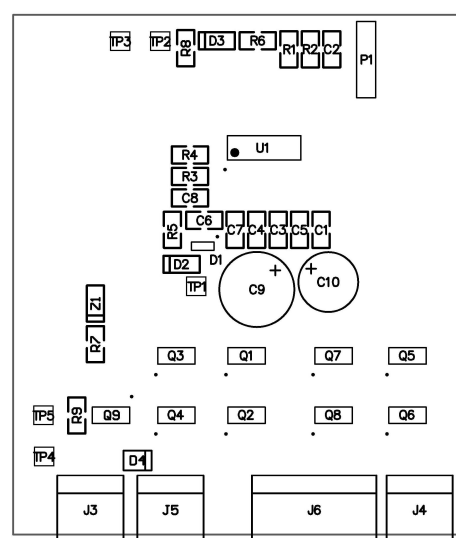 TP3 TP2 R8 D3 R6 R1 R2 C2 P1
U1
R4
R3
C8
R5 C6 C7 C4 C3 C5 C1
D1
D2
TP1 C9 C10
Z1
R7
Q3 Q1 Q7 Q5
TP5 R9 Q9 Q4 Q2 Q8 Q6
TP4 D4
J3 J5 J6 J4